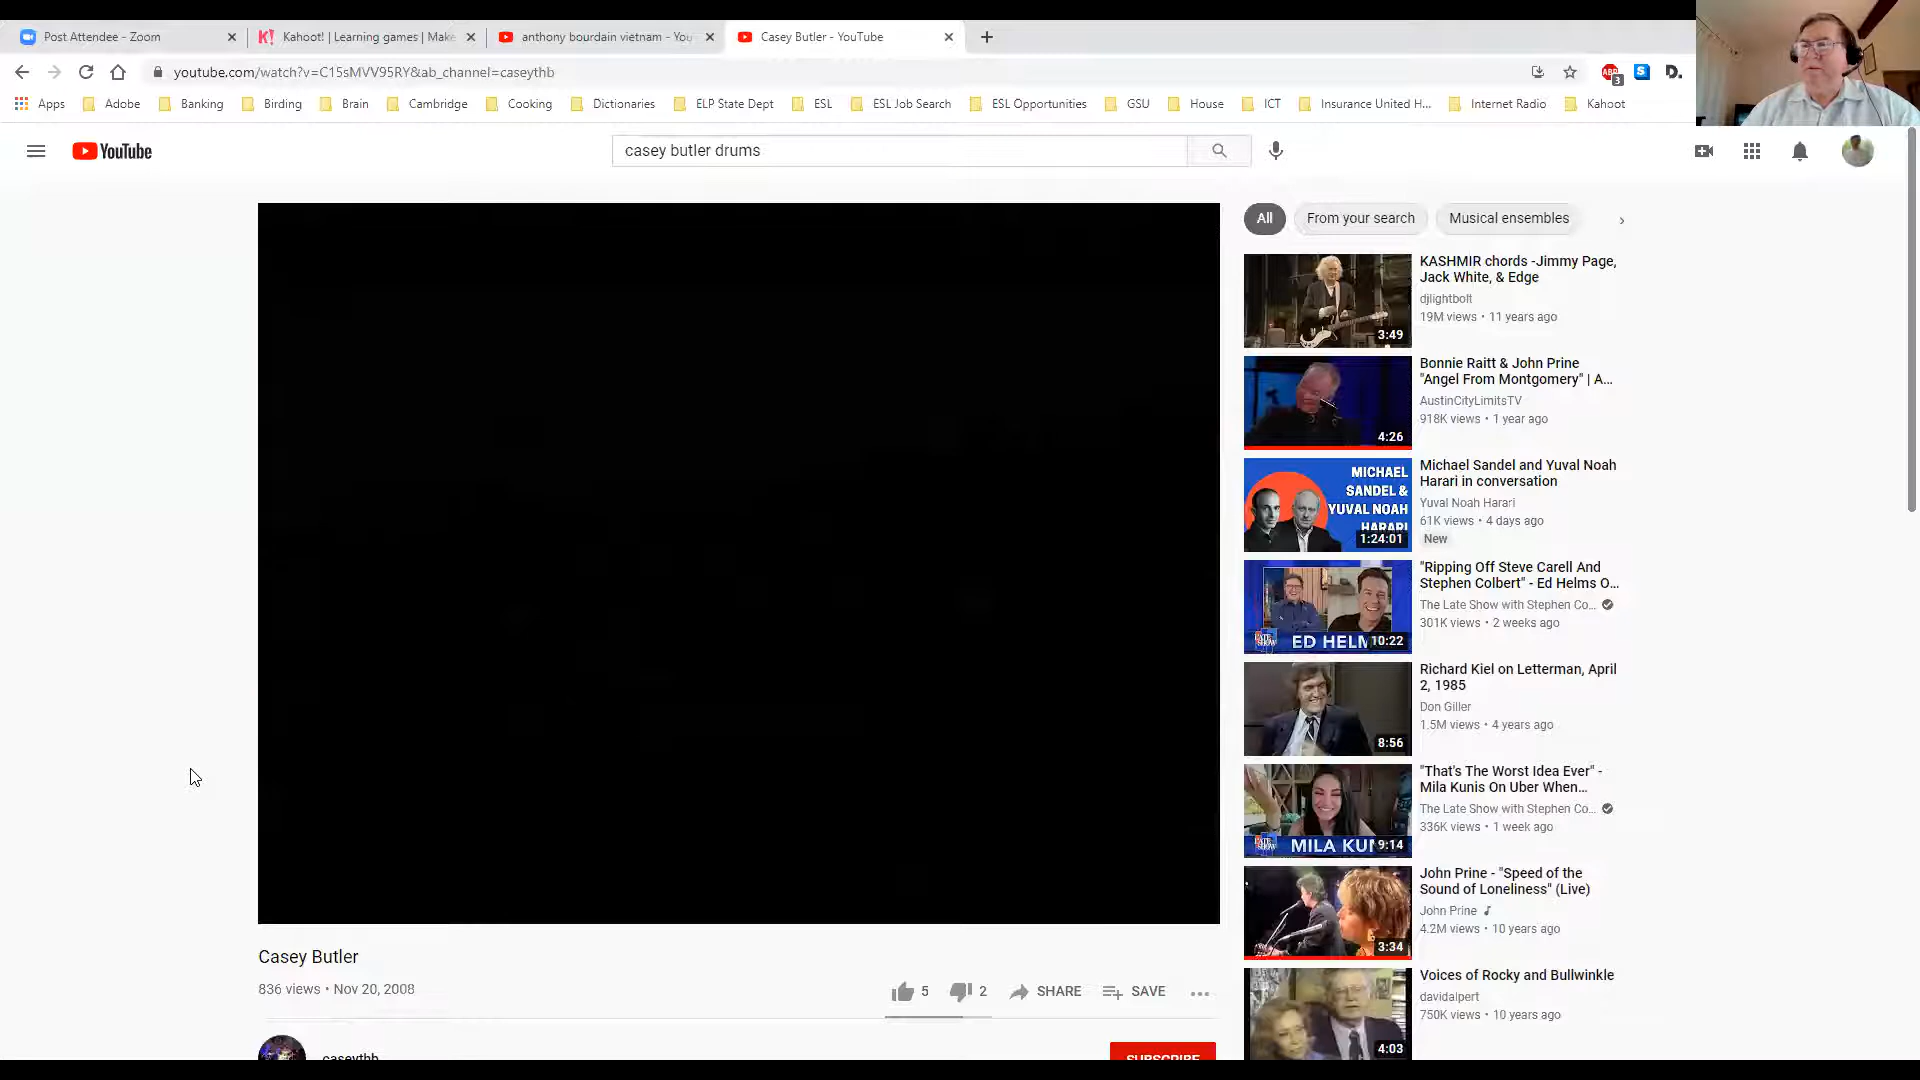 Post Attendee - Zoom
Kahoot! | Learning games | Make
anthony bourdain vietnam - You
Casey Butler - YouTube
youtube.com/watch?v=C15sMVV95RY&ab_channel=caseythb
ABP
3
S
D.
Apps
Adobe
Banking
Birding
Brain
Cambridge
Cooking
Dictionaries
ELP State Dept
ESL
ESL Job Search
ESL Opportunities
GSU
House
ICT
Insurance United H...
Internet Radio
Kahoot
YouTube
casey butler drums
All
From your search
Musical ensembles
KASHMIR chords -Jimmy Page,
Jack White, & Edge
djlightbolt
19M views • 11 years ago
3:49
Bonnie Raitt & John Prine
"Angel From Montgomery" | A...
AustinCityLimitsTV
918K views • 1 year ago
4:26
MICHAEL
SANDEL &
YUVAL NOAH
HARARI
1:24:01
Michael Sandel and Yuval Noah
Harari in conversation
Yuval Noah Harari
61K views • 4 days ago
New
"Ripping Off Steve Carell And
Stephen Colbert" - Ed Helms O...
The Late Show with Stephen Co...
301K views • 2 weeks ago
ED HELM
10:22
Richard Kiel on Letterman, April
2, 1985
Don Giller
1.5M views • 4 years ago
8:56
"That's The Worst Idea Ever" -
Mila Kunis On Uber When...
The Late Show with Stephen Co...
336K views • 1 week ago
MILA KUN
9:14
John Prine - "Speed of the
Sound of Loneliness" (Live)
John Prine
4.2M views • 10 years ago
3:34
Voices of Rocky and Bullwinkle
davidalpert
750K views • 10 years ago
4:03
Casey Butler
836 views • Nov 20, 2008
5
2
SHARE
SAVE
caseythb
SUBSCRIBE